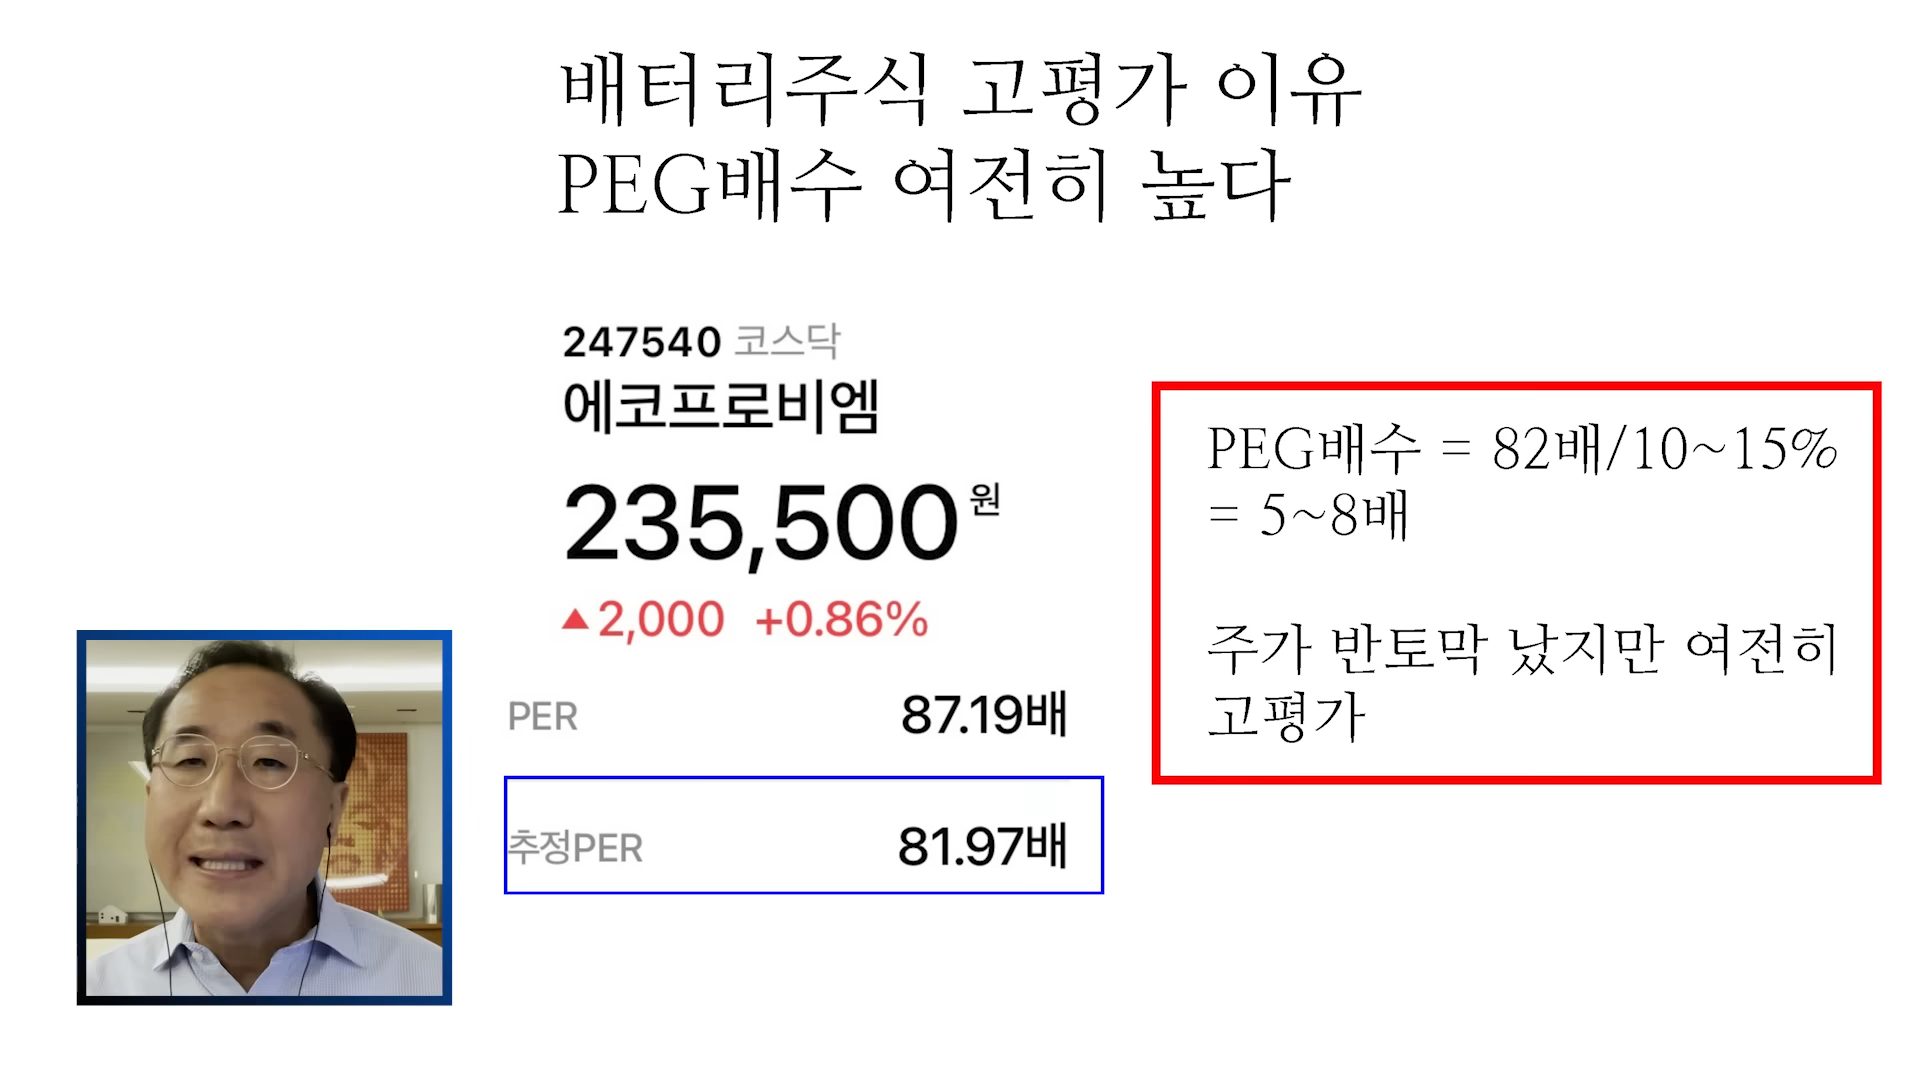 배터리주식 고평가 이유
PEG배수 여전히 높다
247540 코스닥
에코프로비엠
235,500원
▲2,000 +0.86%
PER 87.19배
추정PER 81.97배
PEG배수 = 82배/10~15%
= 5~8배
주가 반토막 났지만 여전히
고평가